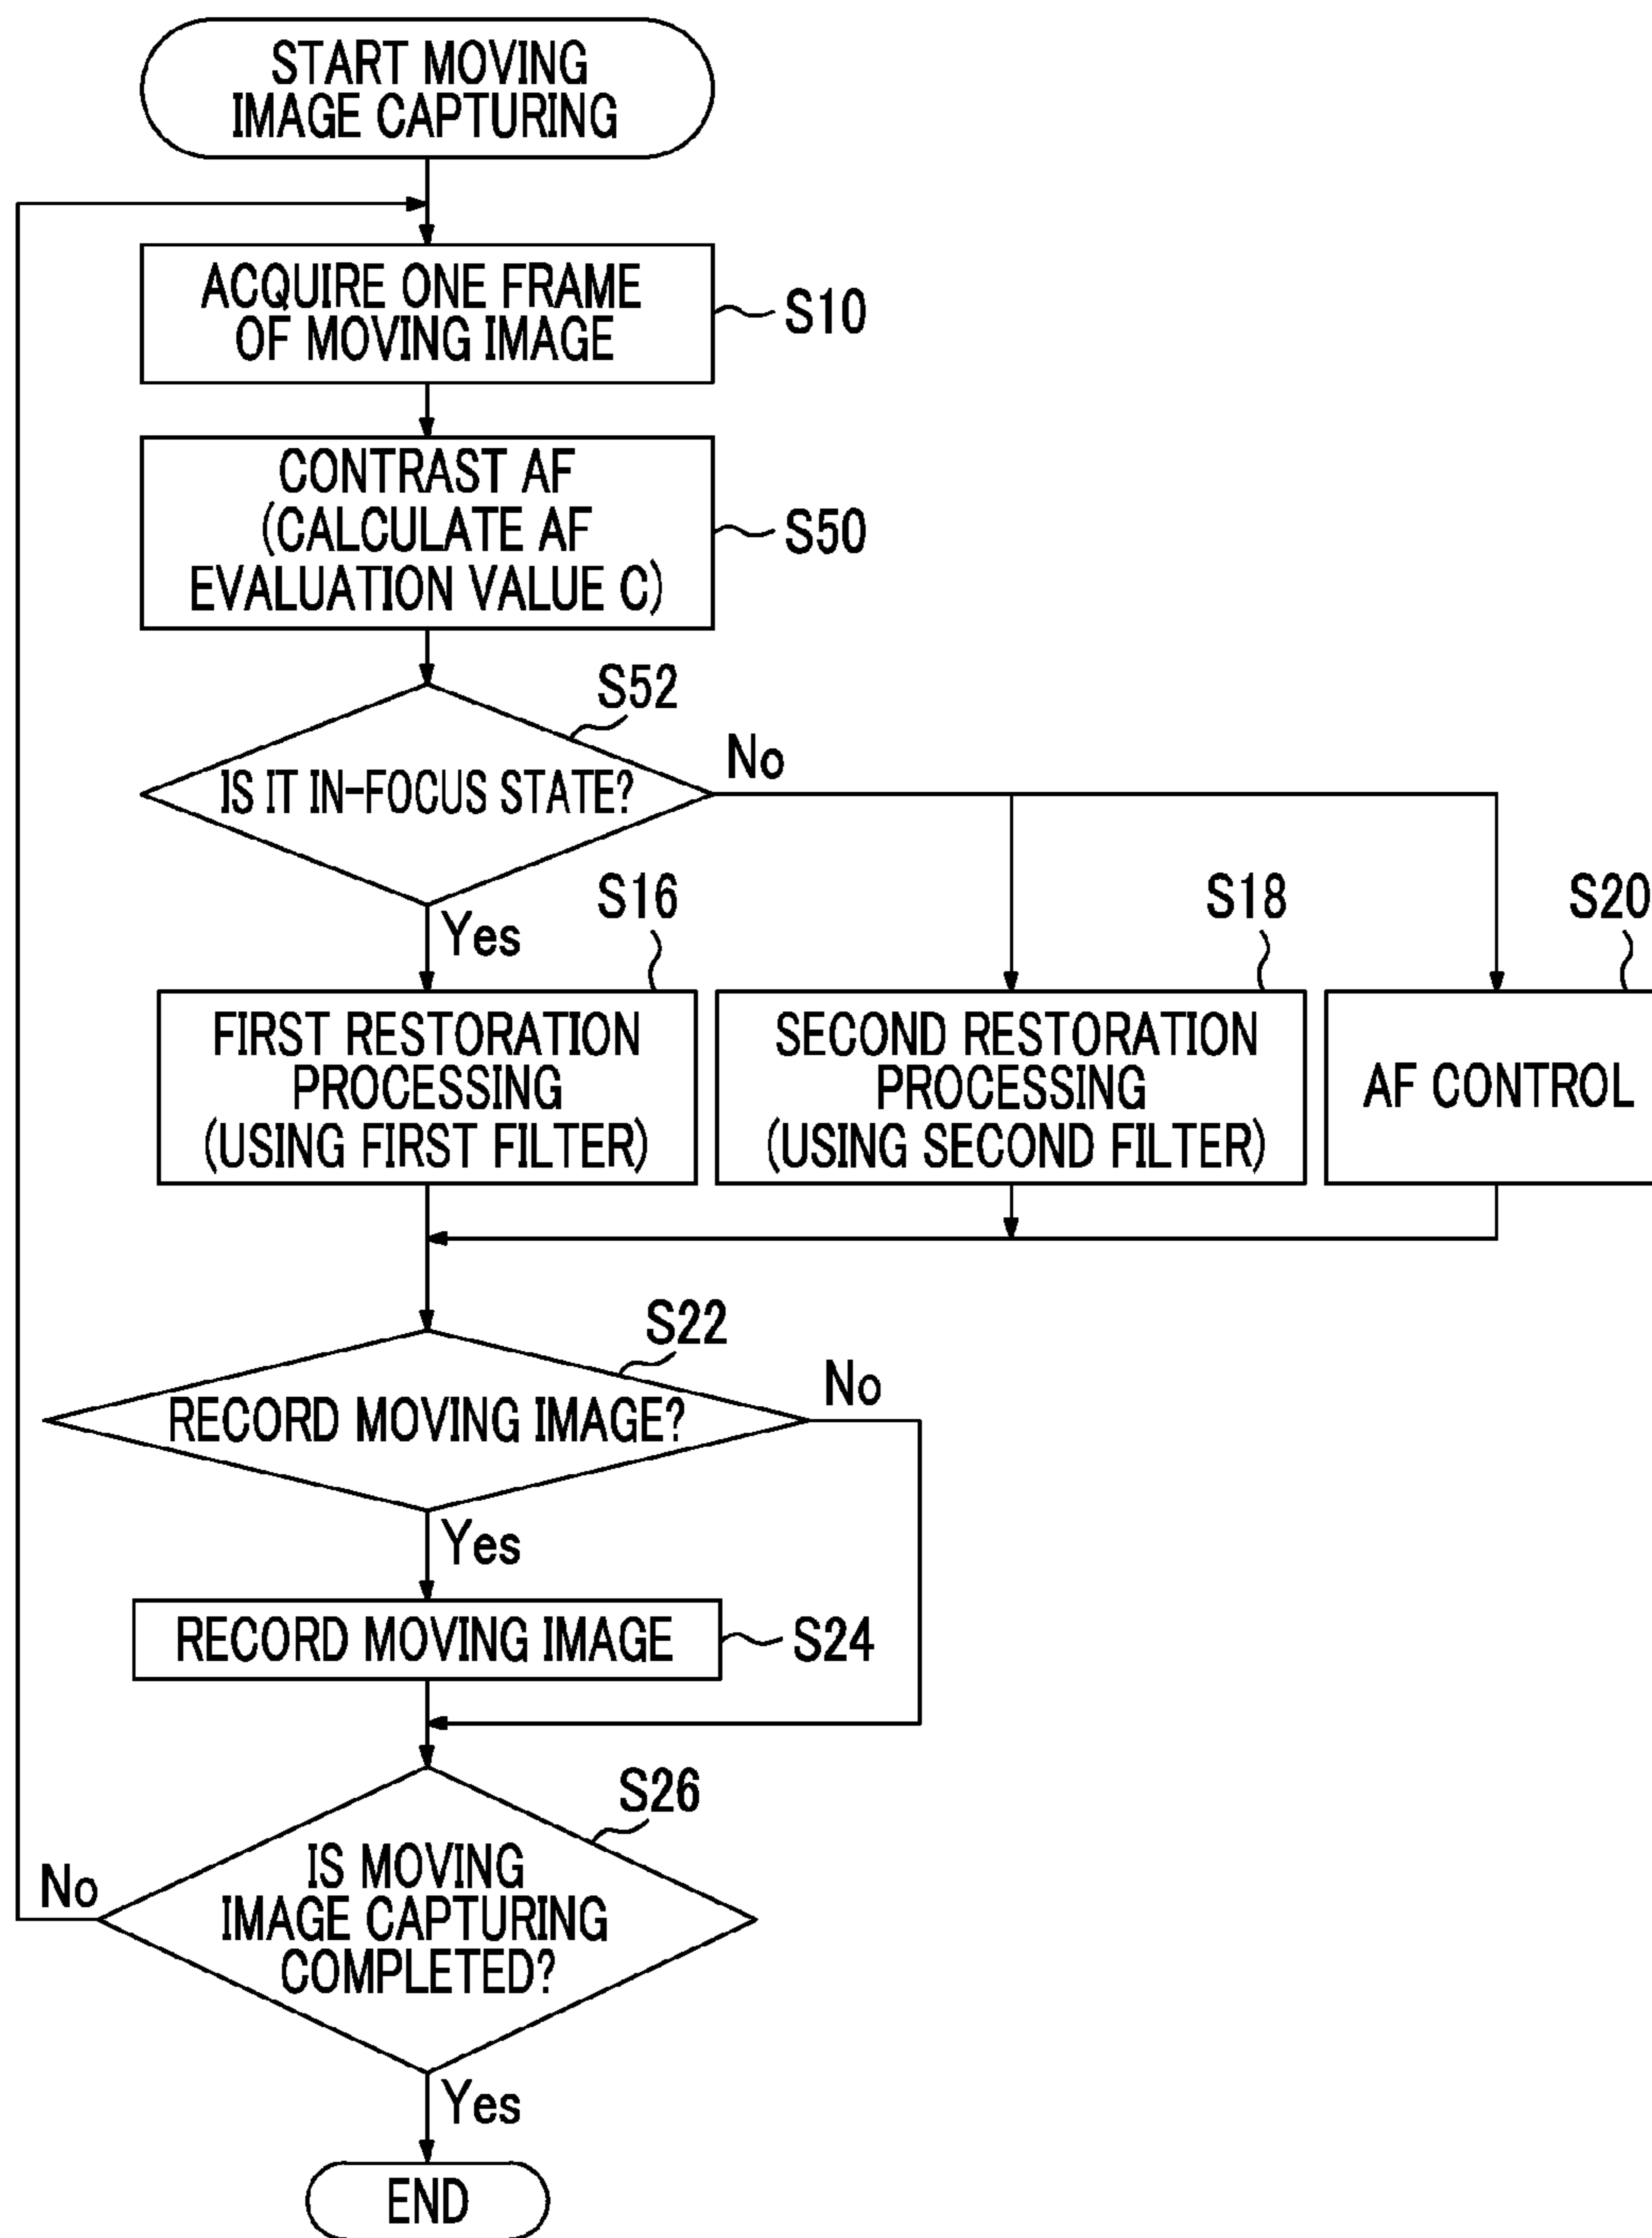 START MOVING
IMAGE CAPTURING
ACQUIRE ONE FRAME
OF MOVING IMAGE
S10
CONTRAST AF
(CALCULATE AF
EVALUATION VALUE C)
S50
S52
IS IT IN-FOCUS STATE?
No
Yes
S16
FIRST RESTORATION
PROCESSING
(USING FIRST FILTER)
S18
SECOND RESTORATION
PROCESSING
(USING SECOND FILTER)
S20
AF CONTROL
S22
RECORD MOVING IMAGE?
No
Yes
RECORD MOVING IMAGE
S24
S26
IS MOVING
IMAGE CAPTURING
COMPLETED?
No
Yes
END